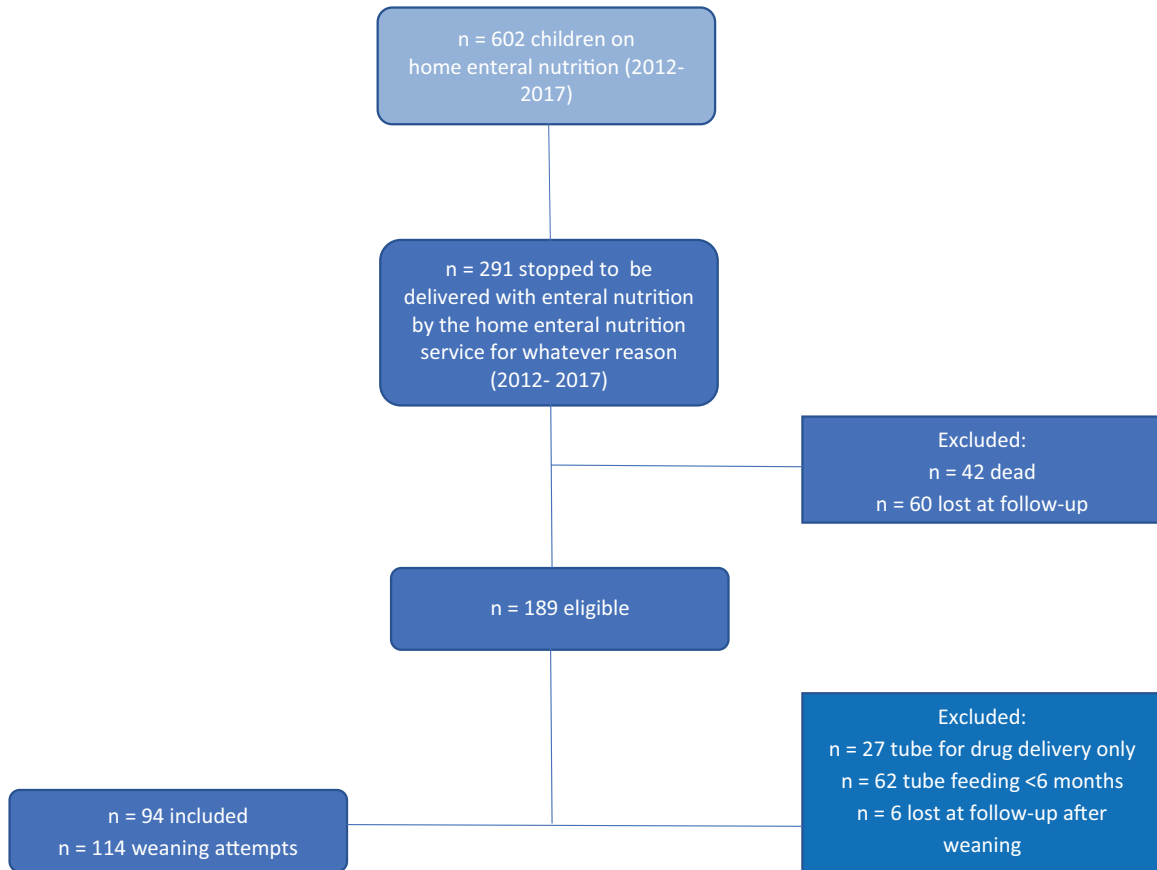 n = 602 children on
home enteral nutrition (2012-
2017)
n = 291 stopped to be
delivered with enteral nutrition
by the home enteral nutrition
service for whatever reason
(2012- 2017)
Excluded:
n = 42 dead
n = 60 lost at follow-up
n = 189 eligible
Excluded:
n = 27 tube for drug delivery only
n = 62 tube feeding <6 months
n = 6 lost at follow-up after
weaning
n = 94 included
n = 114 weaning attempts